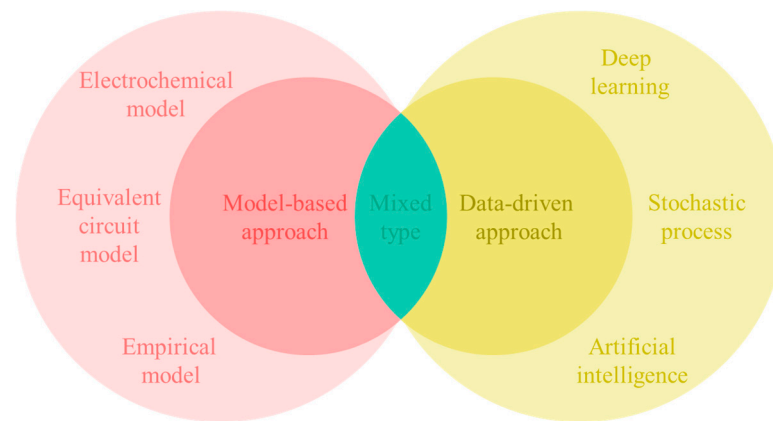 Electrochemical
model
Equivalent
circuit
model
Empirical
model
Model-based
approach
Mixed
type
Data-driven
approach
Deep
learning
Stochastic
process
Artificial
intelligence